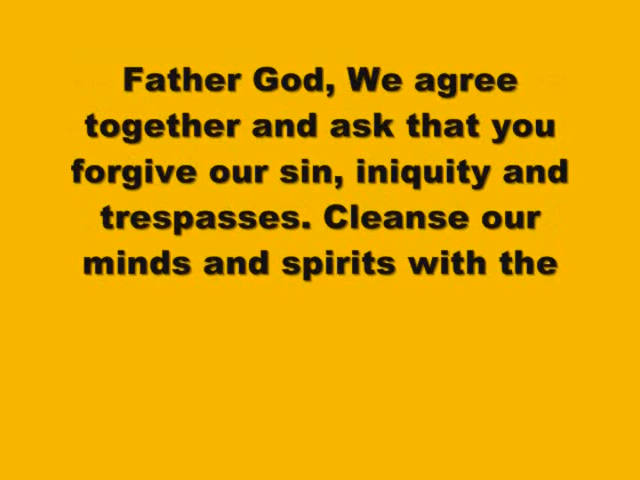 Father God, We agree
together and ask that you
forgive our sin, iniquity and
trespasses. Cleanse our
minds and spirits with the